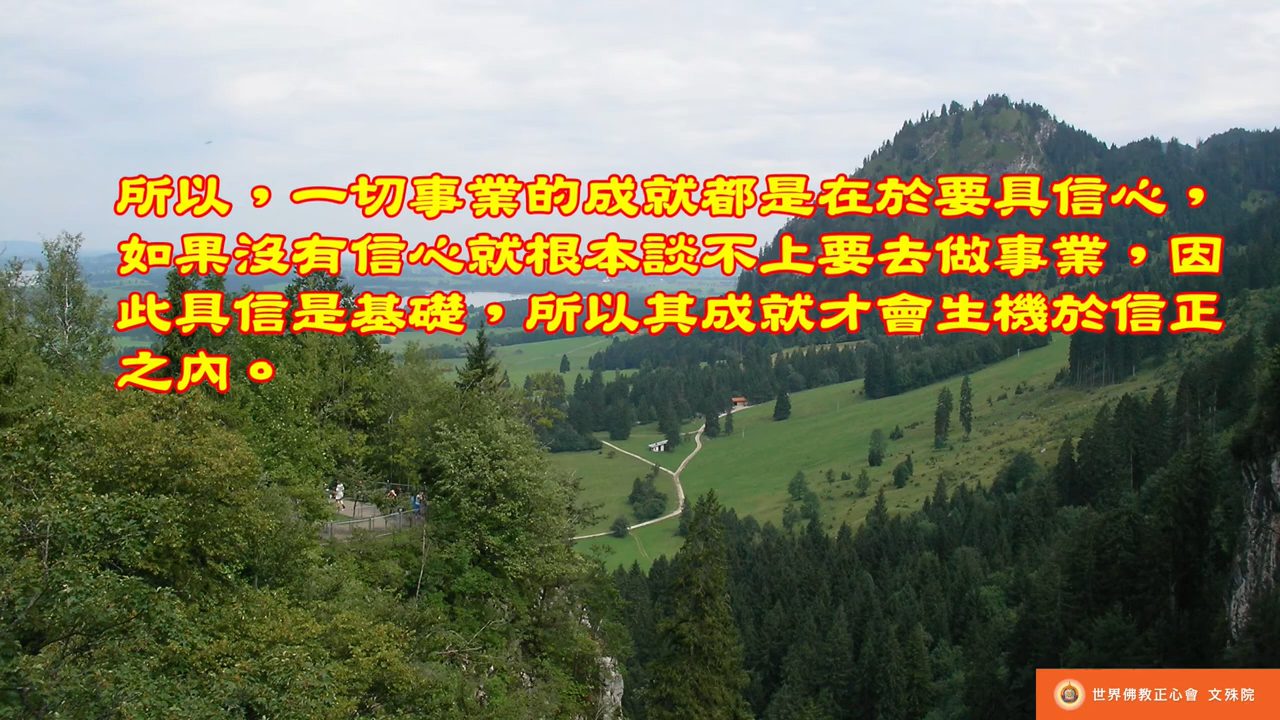 所以，一切事業的成就都是在於要具信心，
如果沒有信心就根本談不上要去做事業，因
此具信是基礎，所以其成就才會生機於信正
之內。
世界佛教正心會 文殊院